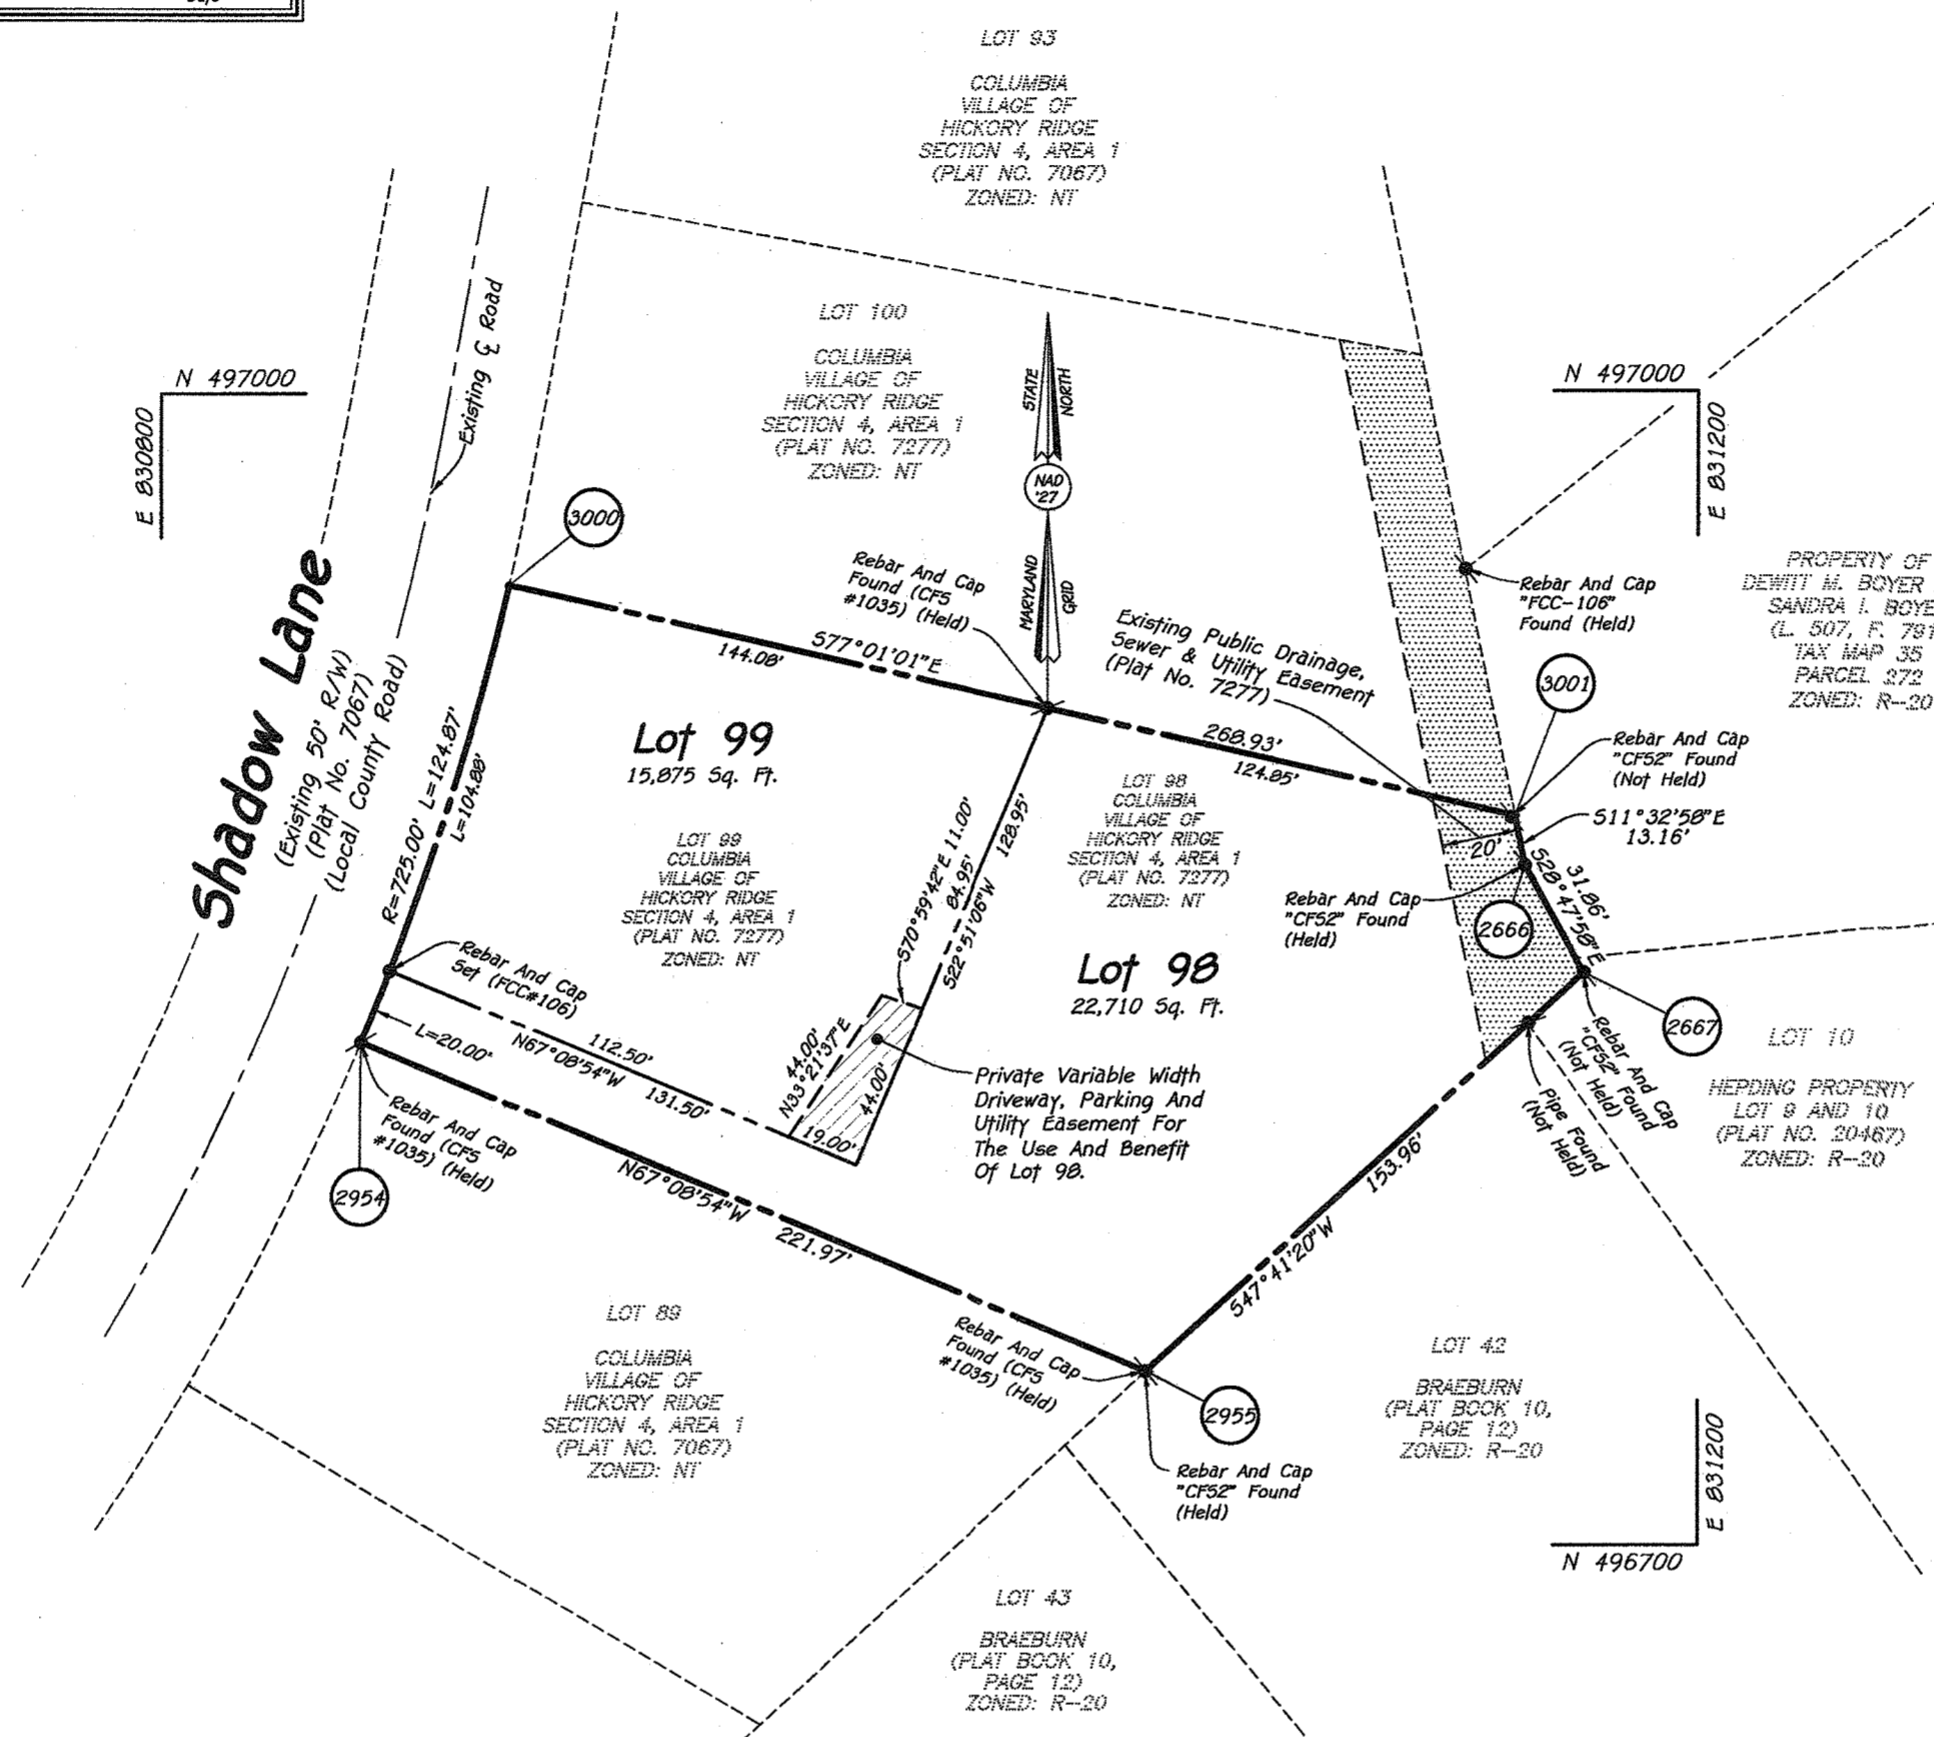 LOT 93
COLUMBIA
VILLAGE OF
HICKORY RIDGE
SECTION 4, AREA 1
(PLAT NO. 7067)
ZONED: NT
LOT 100
COLUMBIA
VILLAGE OF
HICKORY RIDGE
SECTION 4, AREA 1
(PLAT NO. 7277)
ZONED: NT
Existing ℄ Road
N 497000
E 830800
N 497000
E 831200
STATE
NORTH
NAD
'27
MARYLAND
GRID
3000
Rebar And Cap
Found (CFS
#1035) (Held)
S77°01'01"E
144.08'
Existing Public Drainage,
Sewer & Utility Easement
(Plat No. 7277)
Rebar And Cap
"FCC-106"
Found (Held)
PROPERTY OF
DEWITT M. BOYER
SANDRA I. BOYE
(L. 507, F. 791
TAX MAP 35
PARCEL 272
ZONED: R-20
3001
Rebar And Cap
"CF52" Found
(Not Held)
S11°32'58"E
13.16'
268.93'
124.85'
20'
31.86'
S28°47'58"E
Shadow Lane
(Existing 50' R/W)
(Plat No. 7067)
(Local County Road)
R=725.00' L=124.87'
L=104.88'
Lot 99
15,875 Sq. Ft.
LOT 99
COLUMBIA
VILLAGE OF
HICKORY RIDGE
SECTION 4, AREA 1
(PLAT NO. 7277)
ZONED: NT
LOT 98
COLUMBIA
VILLAGE OF
HICKORY RIDGE
SECTION 4, AREA 1
(PLAT NO. 7277)
ZONED: NT
S70°59'42"E 11.00'
84.95'
128.95'
S22°51'06"W
Rebar And Cap
"CF52" Found
(Held)
2666
Lot 98
22,710 Sq. Ft.
Rebar And Cap
Set (FCC#106)
L=20.00'
112.50'
N67°08'54"W
131.50'
44.00'
N33°21'37"E
44.00'
19.00'
Private Variable Width
Driveway, Parking And
Utility Easement For
The Use And Benefit
Of Lot 98.
2667
Rebar And Cap
"CF52" Found
(Not Held)
Pipe Found
(Not Held)
LOT 10
HEPDING PROPERTY
LOT 9 AND 10
(PLAT NO. 20467)
ZONED: R-20
Rebar And Cap
Found (CFS
#1035) (Held)
2954
N67°08'54"W
221.97'
153.96'
S47°41'20"W
LOT 89
COLUMBIA
VILLAGE OF
HICKORY RIDGE
SECTION 4, AREA 1
(PLAT NO. 7067)
ZONED: NT
Rebar And Cap
Found (CFS
#1035) (Held)
2955
Rebar And Cap
"CF52" Found
(Held)
LOT 42
BRAEBURN
(PLAT BOOK 10,
PAGE 12)
ZONED: R-20
E 831200
N 496700
LOT 43
BRAEBURN
(PLAT BOOK 10,
PAGE 12)
ZONED: R-20